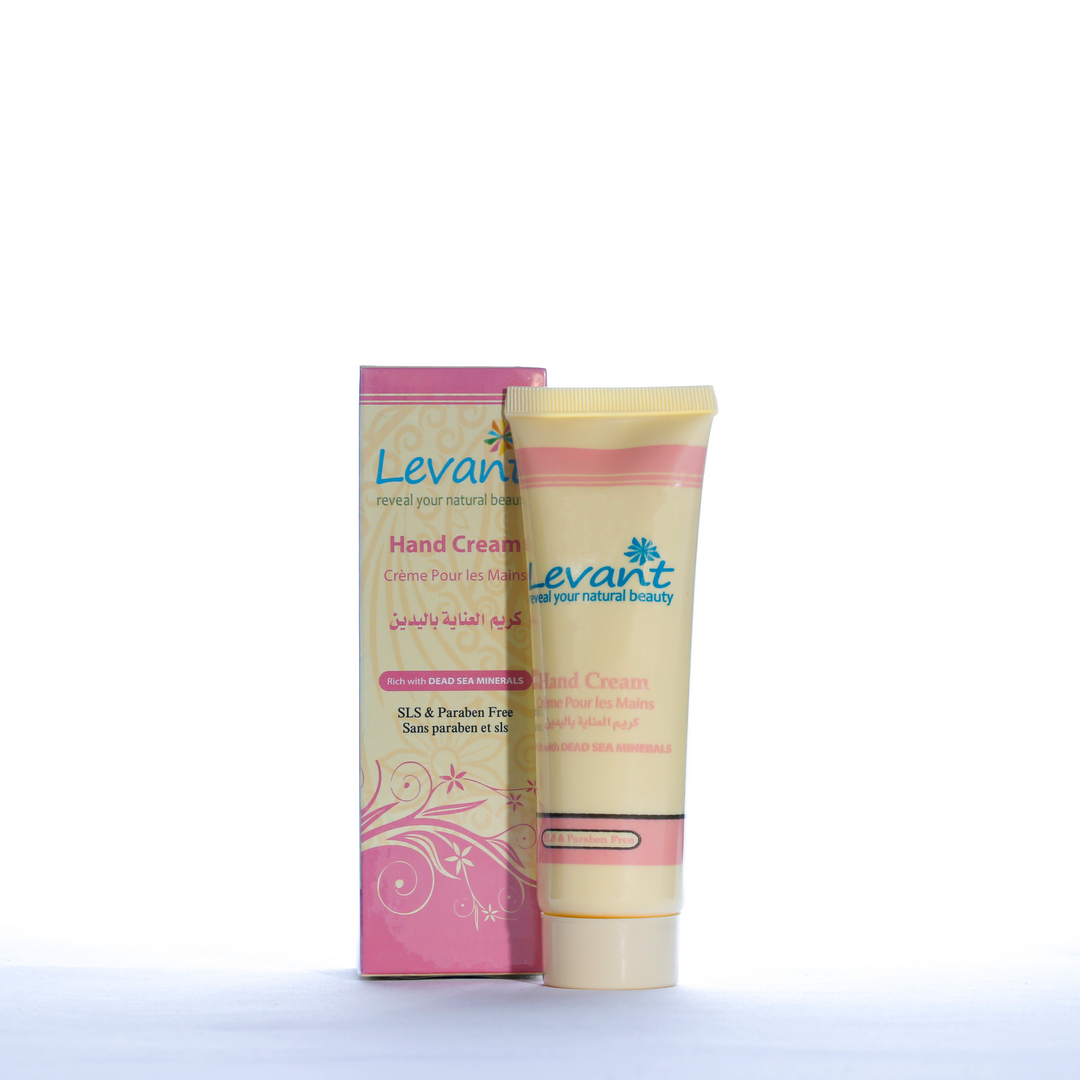 Levant
reveal your natural beau
Hand Cream
Crème Pour les Mains
كريم العناية باليدين
Rich with DEAD SEA MINERALS
SLS & Paraben Free
Sans paraben et sls
Levant
reveal your natural beauty
Hand Cream
Crème Pour les Mains
كريم العناية باليدين
with DEAD SEA MINERALS
SLS & Paraben Free